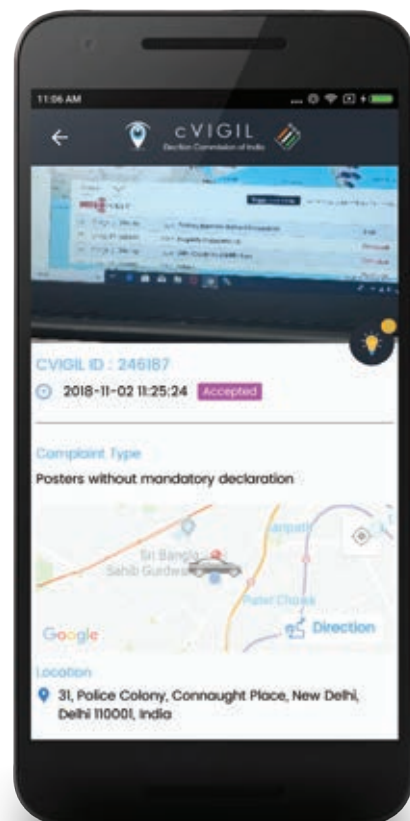 11:06 AM
cVIGIL
Election Commission of India
CVIGIL ID : 246187
2018-11-02 11:25:24 Accepted
Complaint Type
Posters without mandatory declaration
Janpath
Sri Bangla
Sahib Gurdwa
Patel Chowk
Google
Direction
Location
31, Police Colony, Connaught Place, New Delhi,
Delhi 110001, India